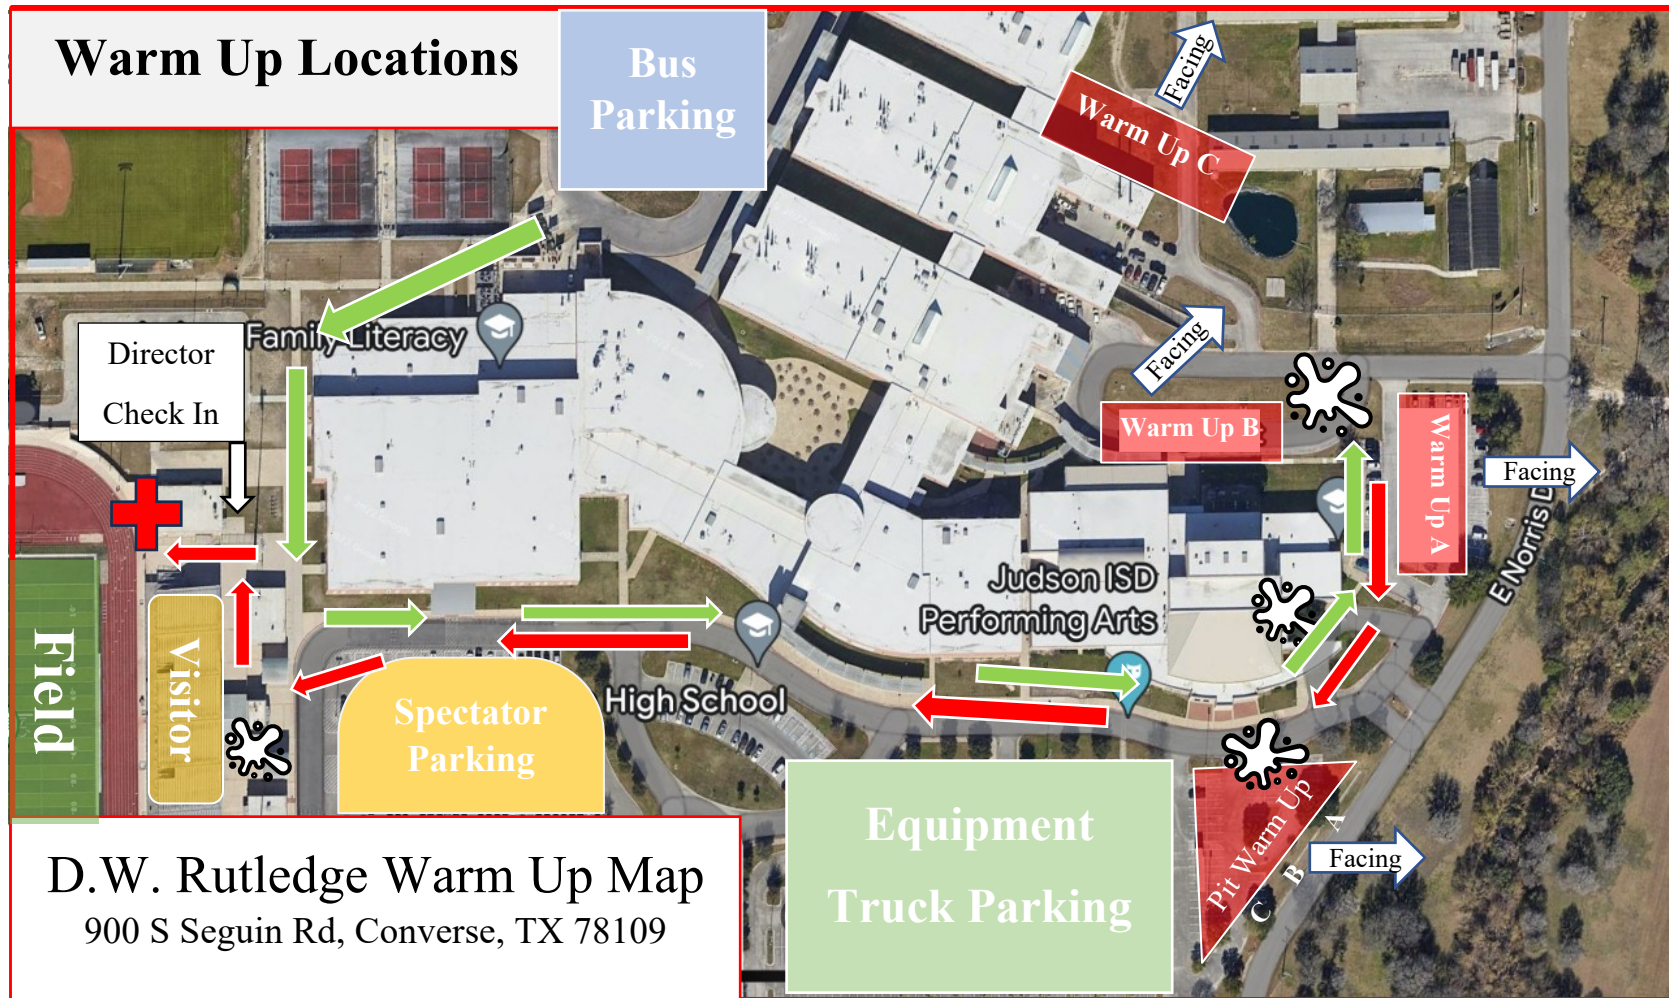 Warm Up Locations
Bus
Parking
Facing
Warm Up C
Family Literacy
Director
Check In
Facing
Warm Up B
Warm Up A
Facing
E Norris D
Judson ISD
Performing Arts
Field
Visitor
High School
Spectator
Parking
Equipment
Truck Parking
Pit Warm Up
A
B
C
Facing
D.W. Rutledge Warm Up Map
900 S Seguin Rd, Converse, TX 78109